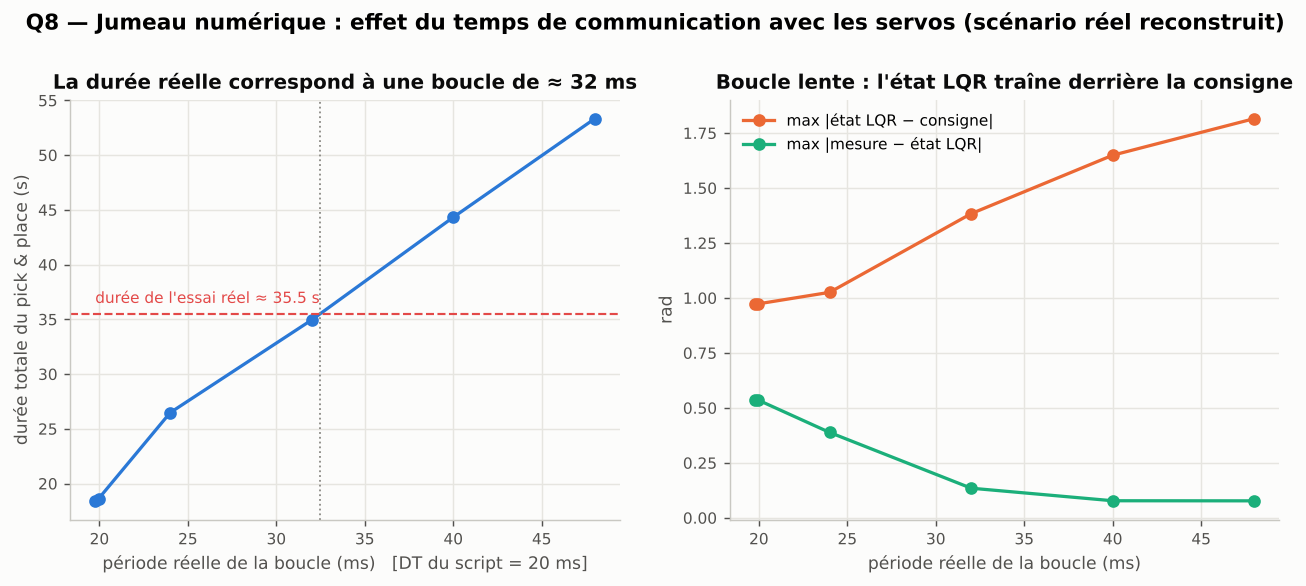 Q8 — Jumeau numérique : effet du temps de communication avec les servos (scénario réel reconstruit)
La durée réelle correspond à une boucle de ≈ 32 ms
durée totale du pick & place (s)
55
50
45
40
35
30
25
20
durée de l'essai réel ≈ 35.5 s
20
25
30
35
40
45
période réelle de la boucle (ms)   [DT du script = 20 ms]
Boucle lente : l'état LQR traîne derrière la consigne
max |état LQR − consigne|
max |mesure − état LQR|
rad
1.75
1.50
1.25
1.00
0.75
0.50
0.25
0.00
20
25
30
35
40
45
période réelle de la boucle (ms)